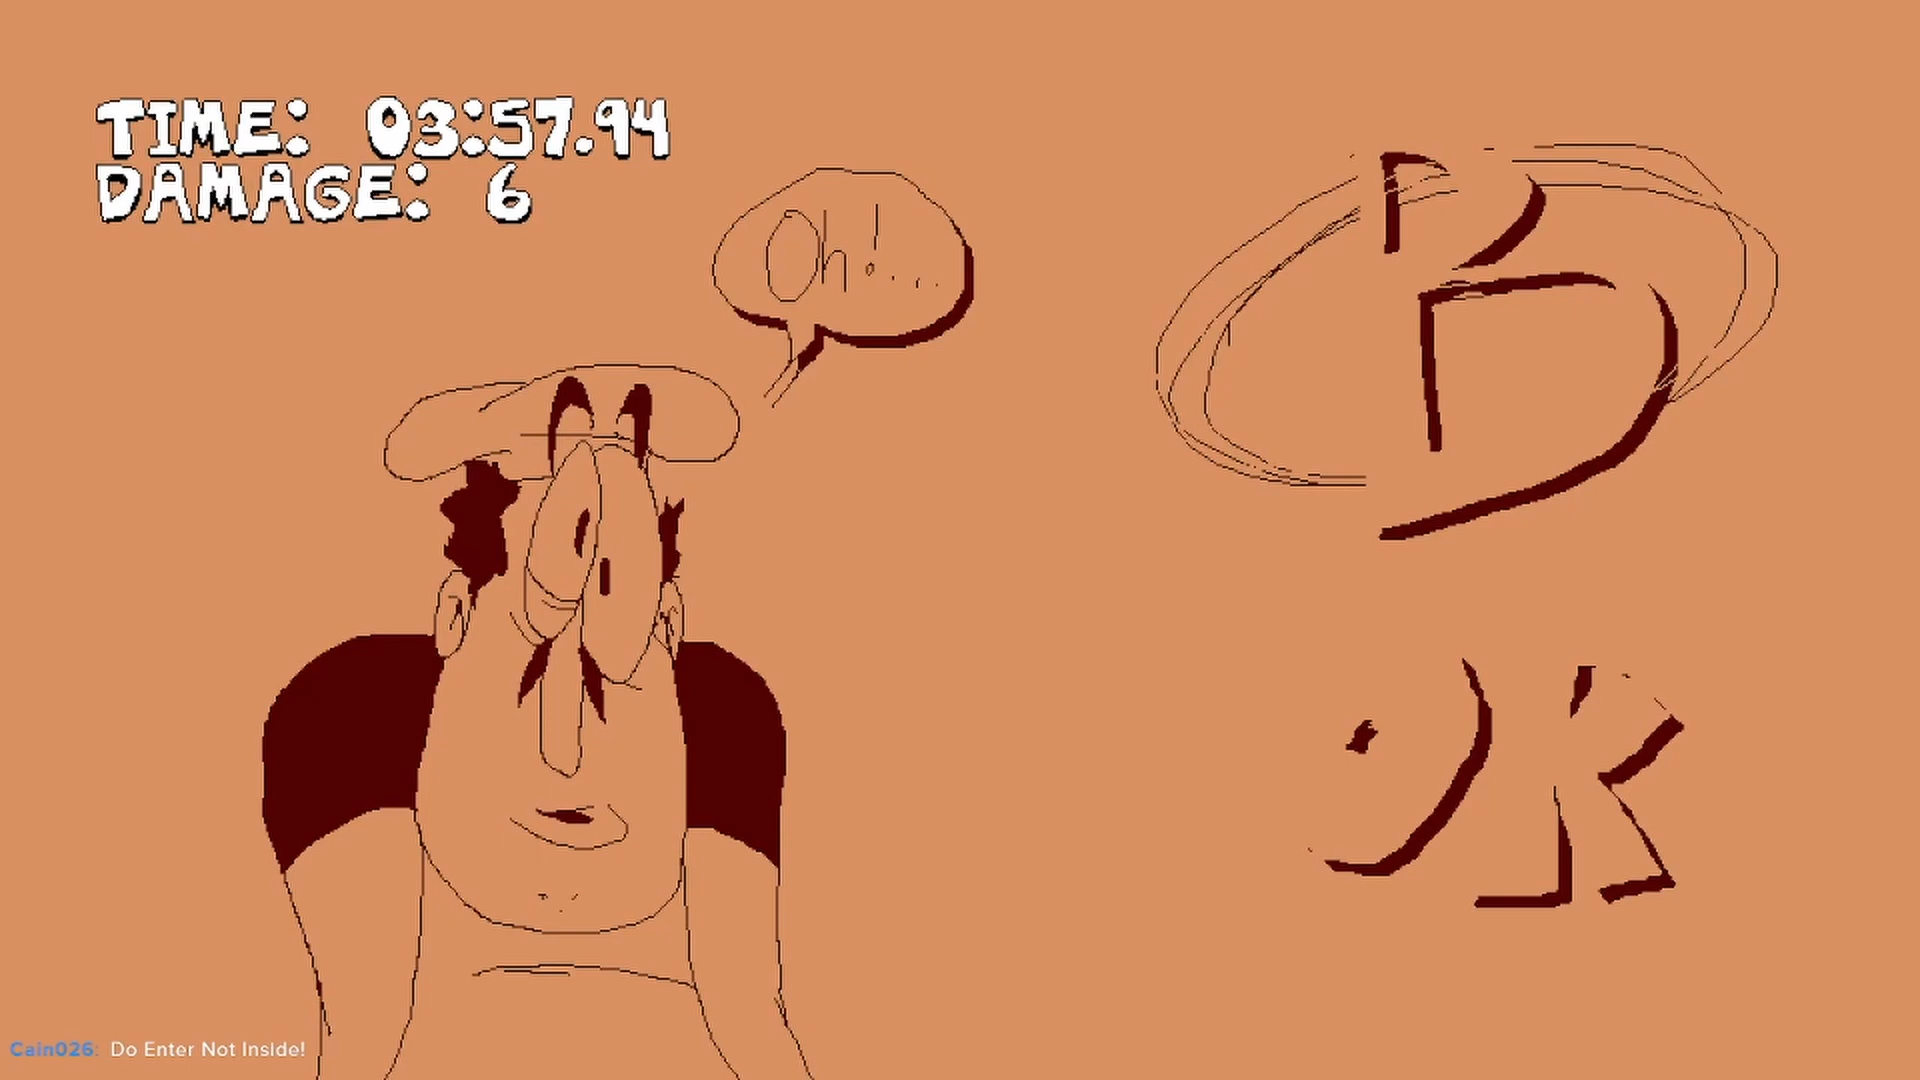 TIME: 03:57.94
DAMAGE: 6
Oh!...
D
OK
Cain026: Do Enter Not Inside!